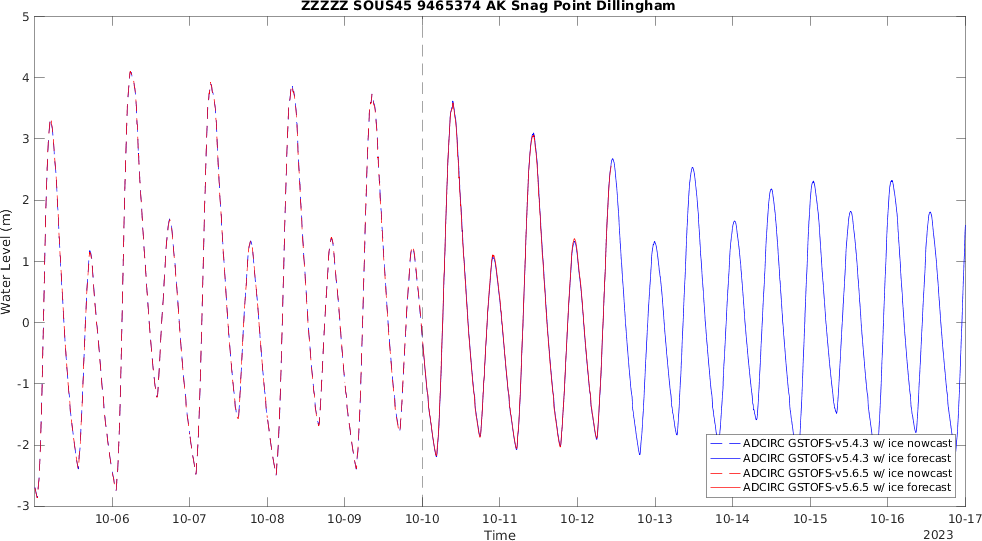 ZZZZZ SOUS45 9465374 AK Snag Point Dillingham
5
4
3
2
1
0
-1
-2
-3
Water Level (m)
ADCIRC GSTOFS-v5.4.3 w/ ice nowcast
ADCIRC GSTOFS-v5.4.3 w/ ice forecast
ADCIRC GSTOFS-v5.6.5 w/ ice nowcast
ADCIRC GSTOFS-v5.6.5 w/ ice forecast
10-06 10-07 10-08 10-09 10-10 10-11 10-12 10-13 10-14 10-15 10-16 10-17
Time 2023